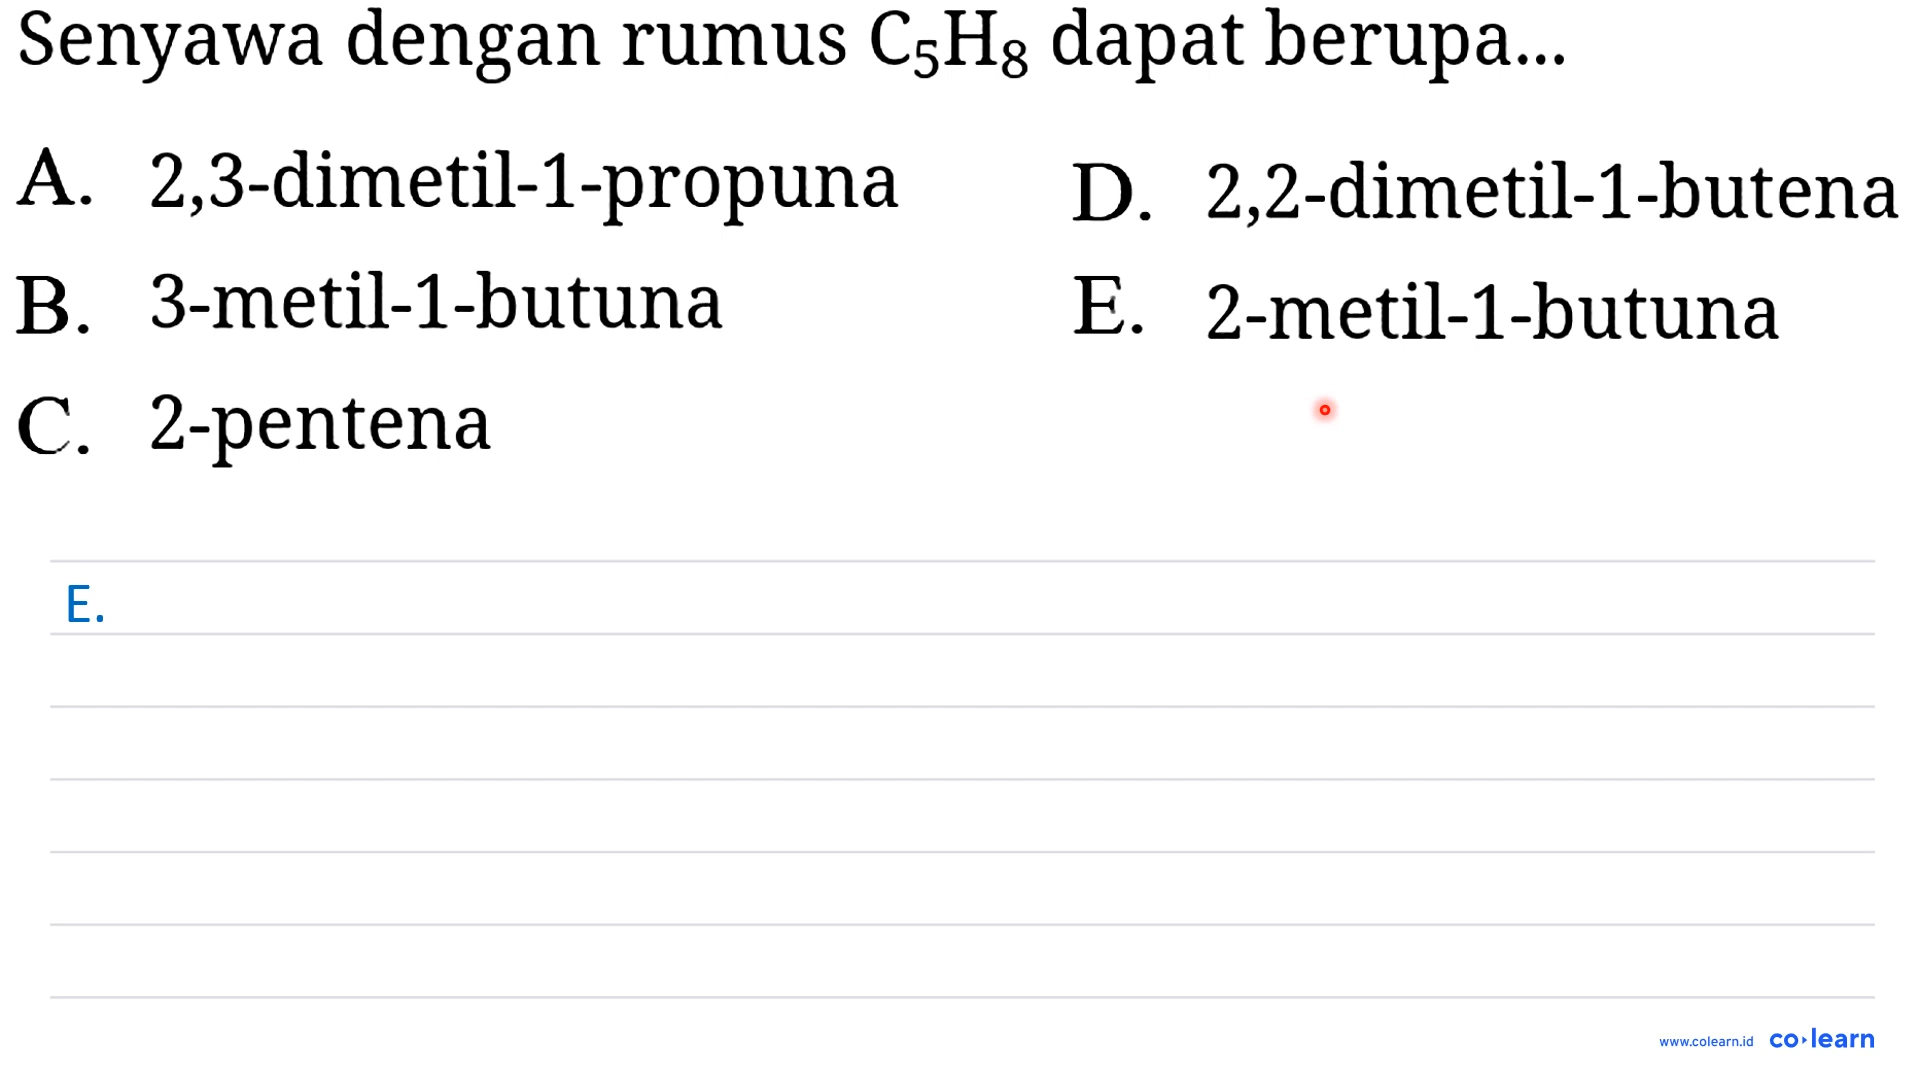 Senyawa dengan rumus C₅H₈ dapat berupa...
A. 2,3-dimetil-1-propuna
B. 3-metil-1-butuna
C. 2-pentena
D. 2,2-dimetil-1-butena
E. 2-metil-1-butuna
E.
www.colearn.id co learn